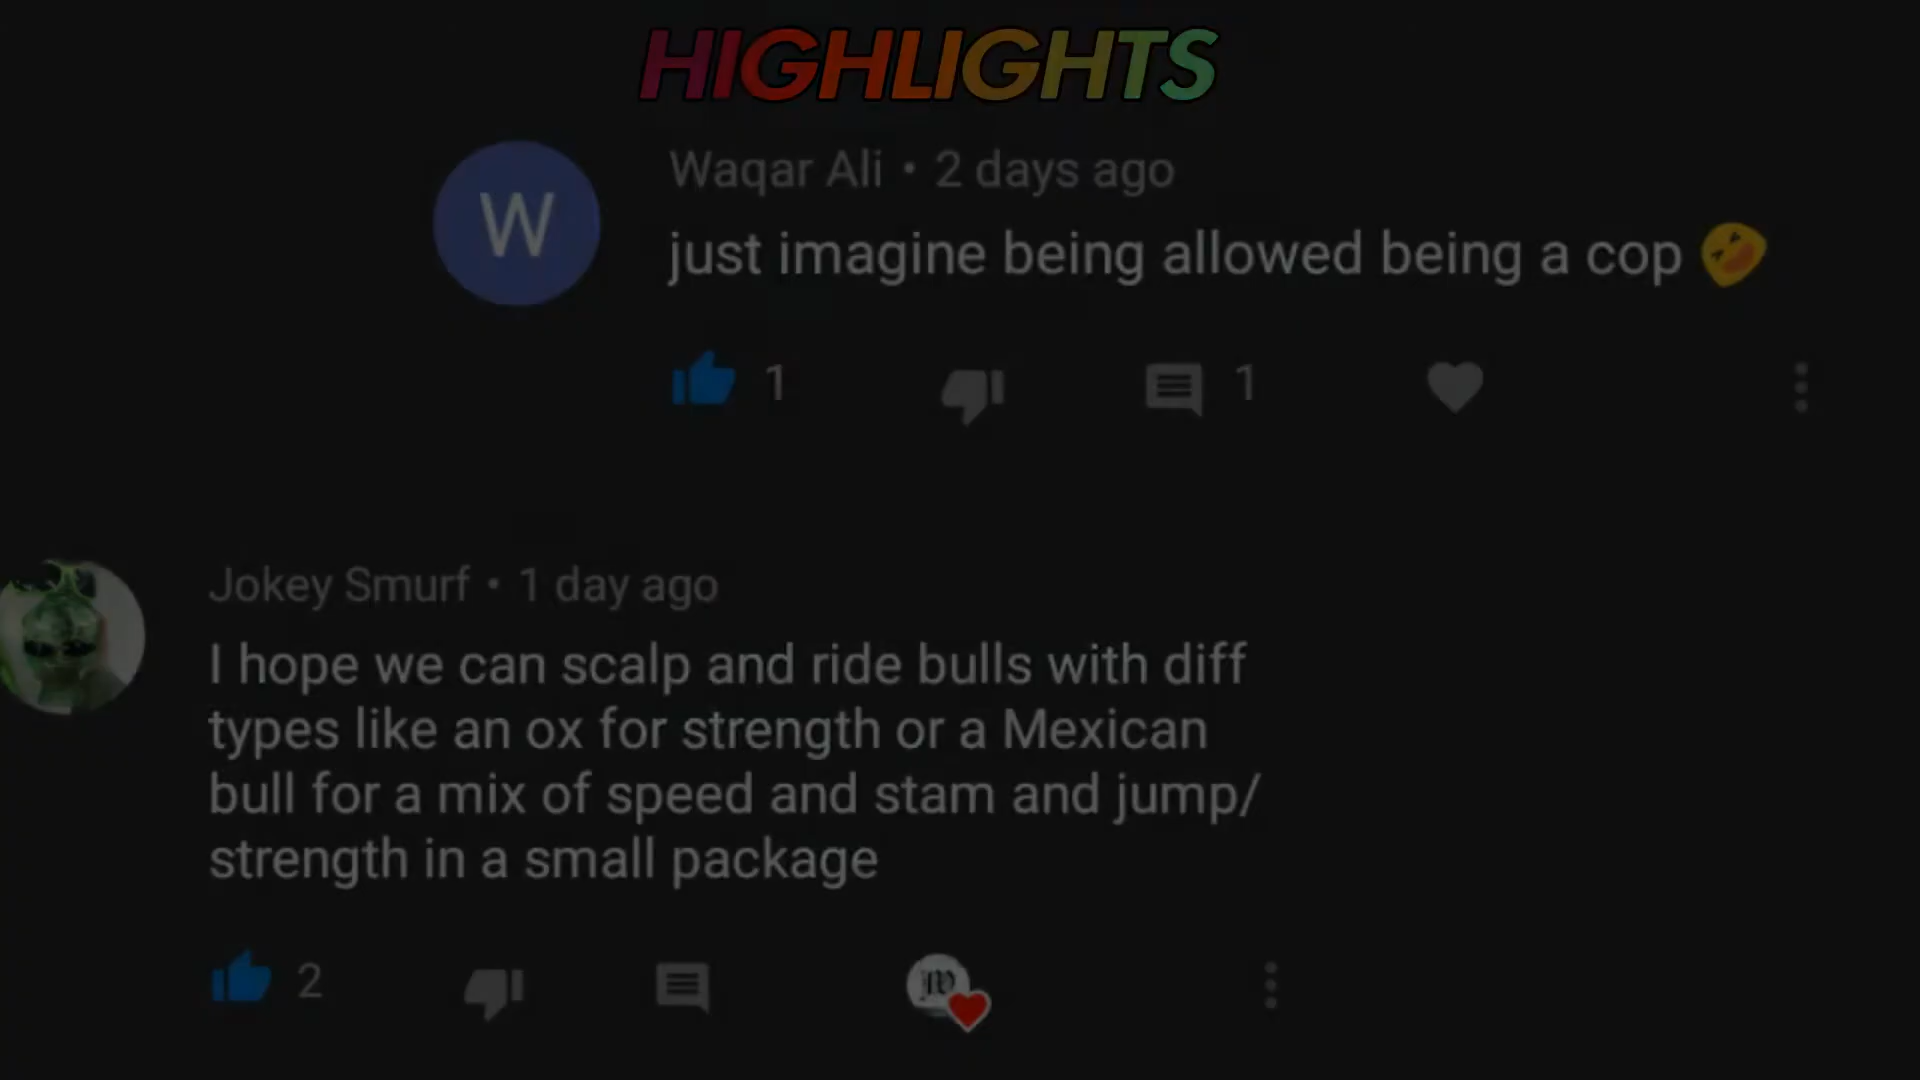 HIGHLIGHTS
W
Waqar Ali • 2 days ago
just imagine being allowed being a cop 😆
1
1
Jokey Smurf • 1 day ago
I hope we can scalp and ride bulls with diff
types like an ox for strength or a Mexican
bull for a mix of speed and stam and jump/
strength in a small package
2